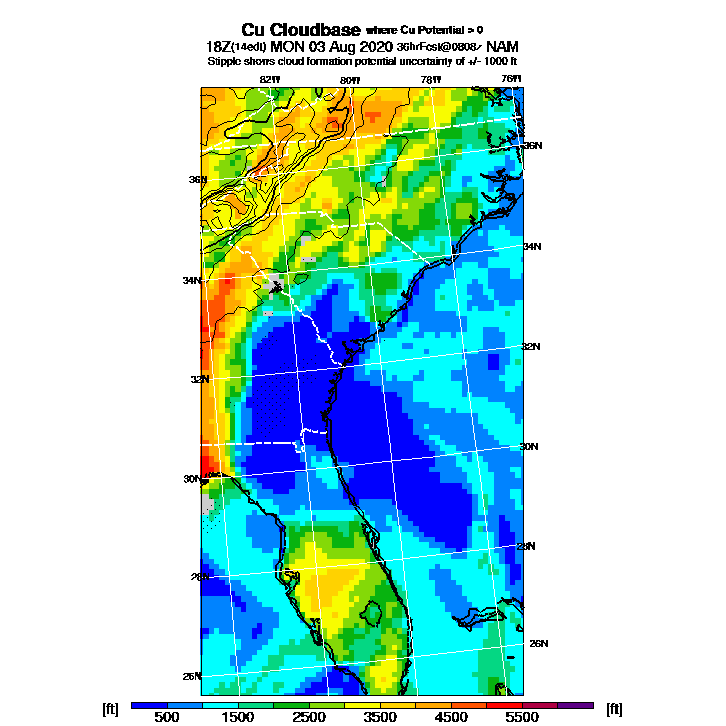 Cu Cloudbase where Cu Potential > 0
18Z(14edt) MON 03 Aug 2020 36hrFcst@0808z NAM
Stipple shows cloud formation potential uncertainty of +/- 1000 ft
82W 80W 78W 76W
36N
36N
34N
34N
32N
32N
30N
30N
28N
28N
26N
26N
[ft] [ft]
500 1500 2500 3500 4500 5500